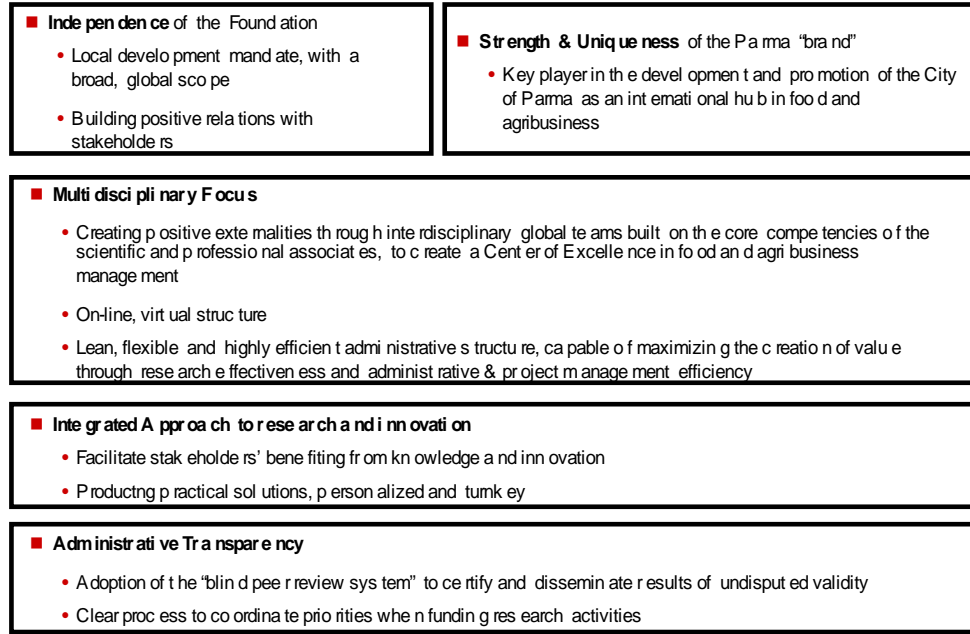 ■ Independence of the Foundation
• Local development mandate, with a
broad, global scope
• Building positive relations with
stakeholders
■ Strength & Uniqueness of the Parma “brand”
• Key player in the development and promotion of the City
of Parma as an international hub in food and
agribusiness
■ Multidisciplinary Focus
• Creating positive externalities through interdisciplinary global teams built on the core competencies of the
scientific and professional associates, to create a Center of Excellence in food and agribusiness
management
• On-line, virtual structure
• Lean, flexible and highly efficient administrative structure, capable of maximizing the creation of value
through research effectiveness and administrative & project management efficiency
■ Integrated Approach to research and innovation
• Facilitate stakeholders’ benefiting from knowledge and innovation
• Productng practical solutions, personalized and turnkey
■ Administrative Transparency
• Adoption of the “blind peer review system” to certify and disseminate results of undisputed validity
• Clear process to coordinate priorities when funding research activities